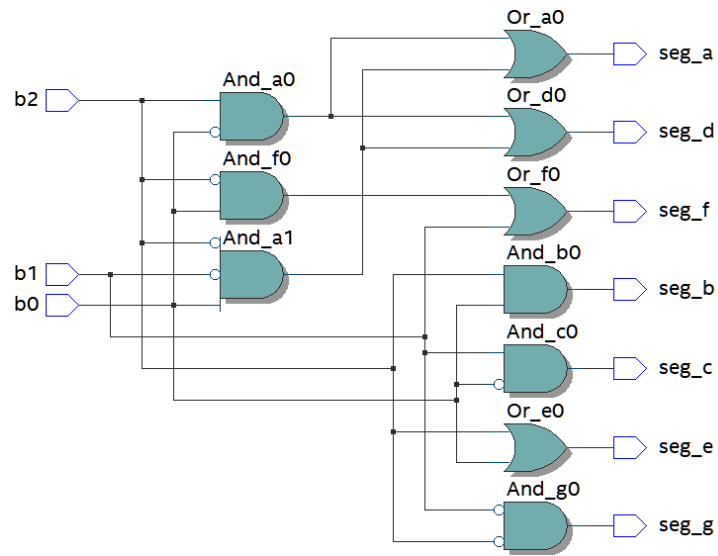 Or_a0
seg_a
And_a0
b2
Or_d0
seg_d
And_f0
Or_f0
seg_f
And_a1
b1
And_b0
b0
seg_b
And_c0
seg_c
Or_e0
seg_e
And_g0
seg_g